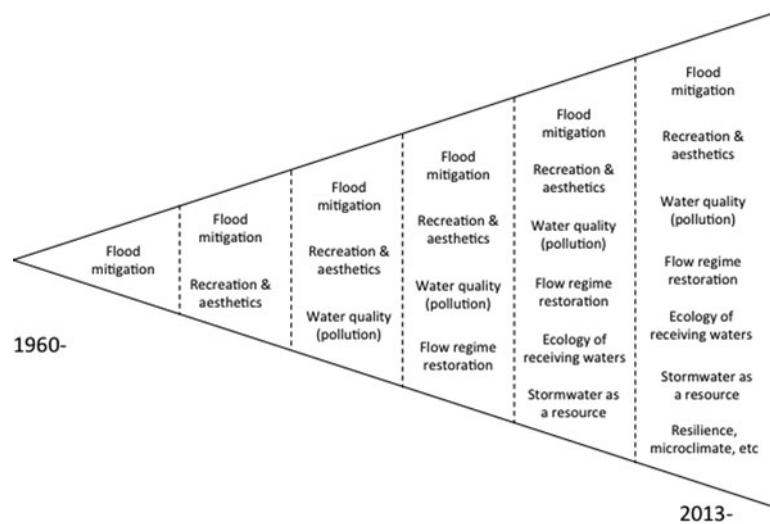 Flood
mitigation
Flood
mitigation
Recreation &
aesthetics
Flood
mitigation
Recreation &
aesthetics
Water quality
(pollution)
Flood
mitigation
Recreation &
aesthetics
Water quality
(pollution)
Flow regime
restoration
Flood
mitigation
Recreation &
aesthetics
Water quality
(pollution)
Flow regime
restoration
Ecology of
receiving waters
Stormwater as
a resource
Flood
mitigation
Recreation &
aesthetics
Water quality
(pollution)
Flow regime
restoration
Ecology of
receiving waters
Stormwater as
a resource
Resilience,
microclimate, etc
1960-
2013-